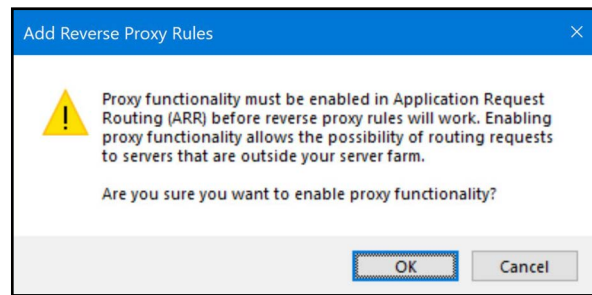 Add Reverse Proxy Rules
Proxy functionality must be enabled in Application Request
Routing (ARR) before reverse proxy rules will work. Enabling
proxy functionality allows the possibility of routing requests
to servers that are outside your server farm.
Are you sure you want to enable proxy functionality?
OK
Cancel